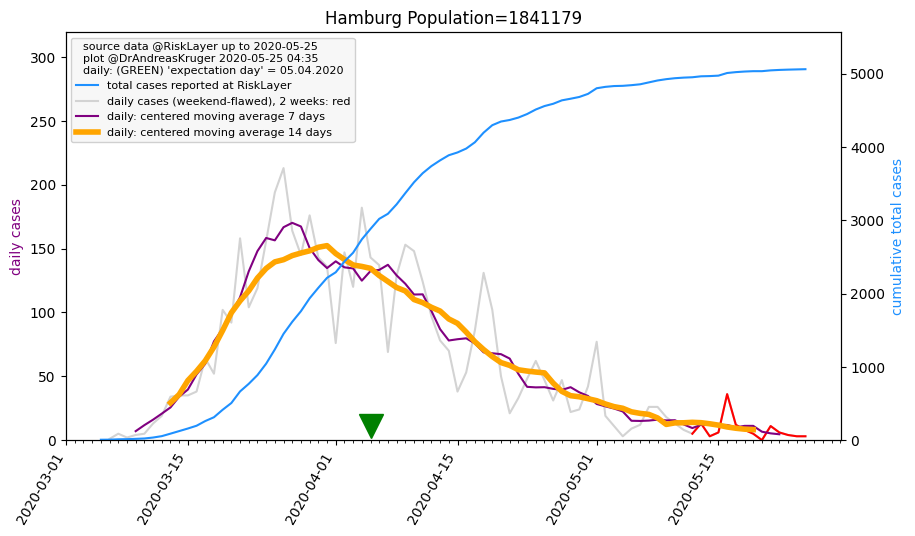 Hamburg Population=1841179
source data @RiskLayer up to 2020-05-25
plot @DrAndreasKruger 2020-05-25 04:35
daily: (GREEN) 'expectation day' = 05.04.2020
total cases reported at RiskLayer
daily cases (weekend-flawed), 2 weeks: red
daily: centered moving average 7 days
daily: centered moving average 14 days
daily cases
300
250
200
150
100
50
0
cumulative total cases
5000
4000
3000
2000
1000
0
2020-03-01
2020-03-15
2020-04-01
2020-04-15
2020-05-01
2020-05-15